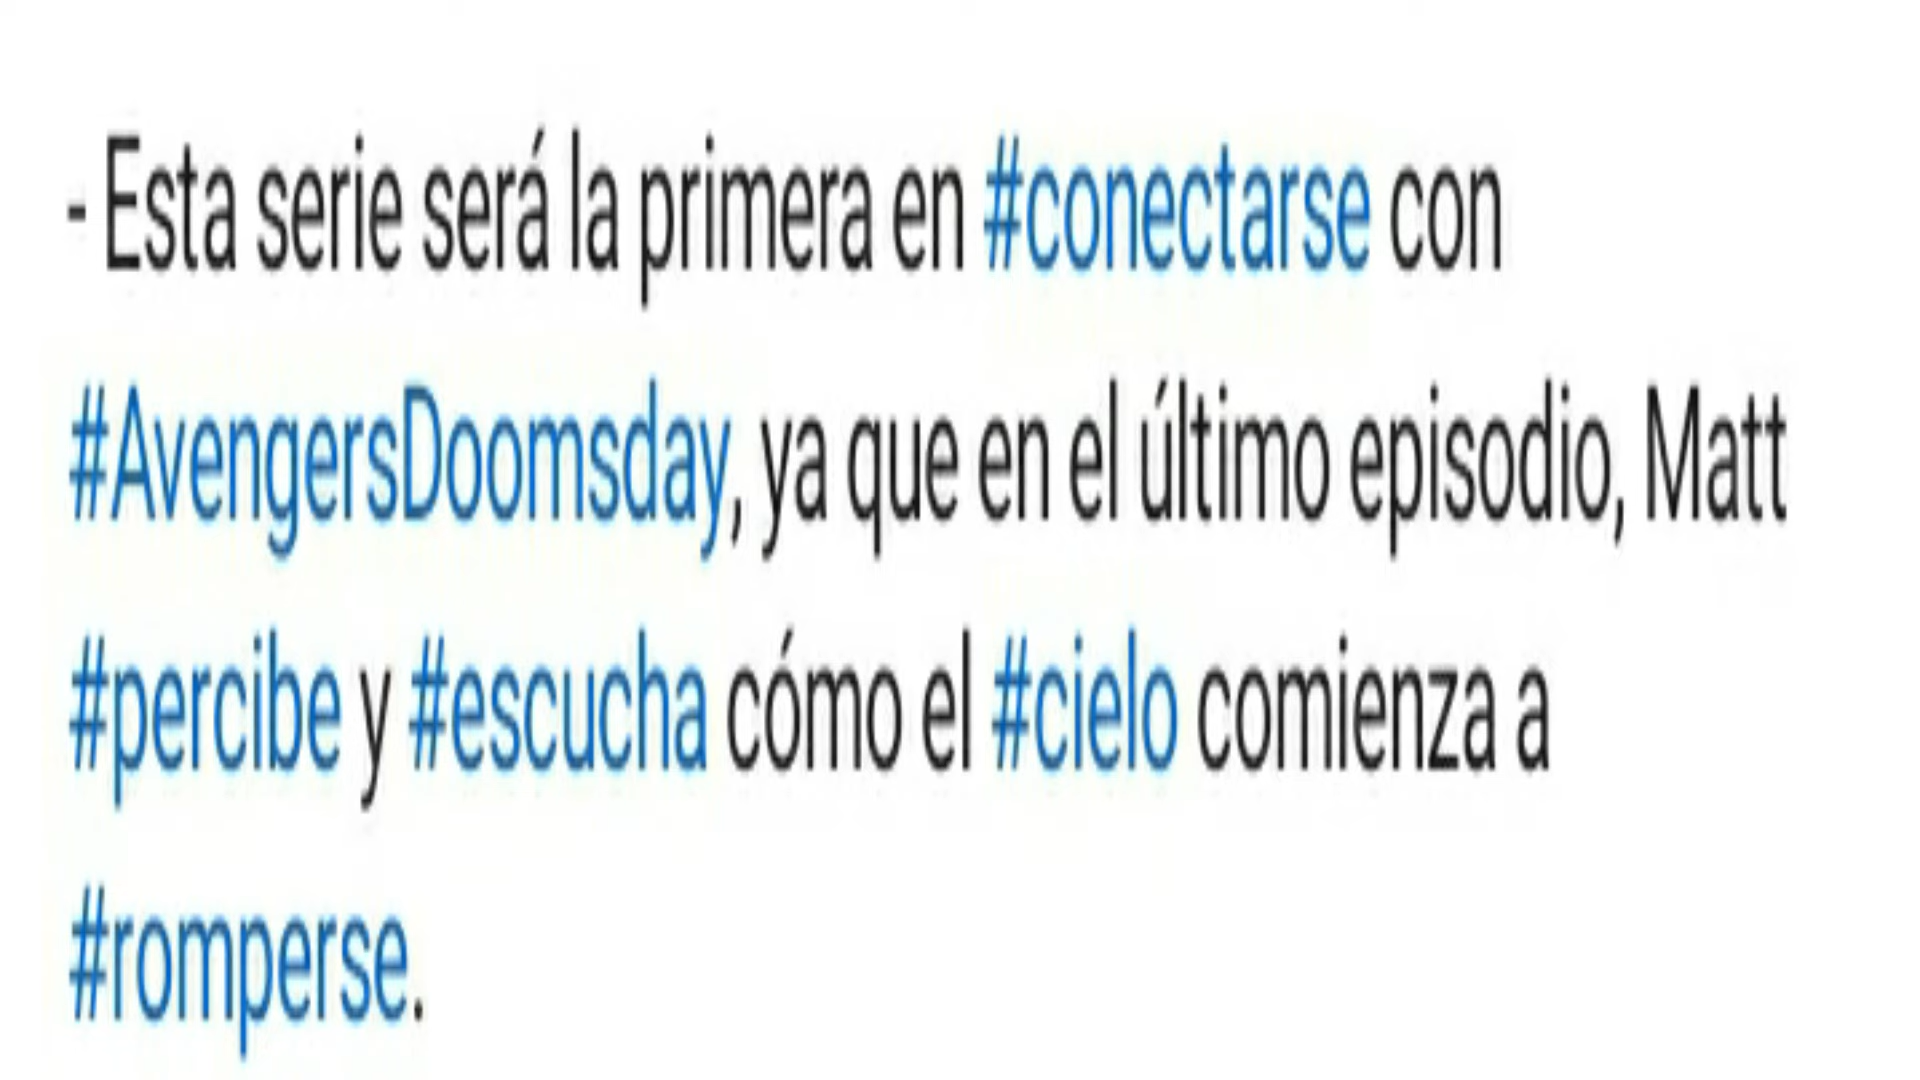 - Esta serie será la primera en #conectarse con
#AvengersDoomsday, ya que en el último episodio, Matt
#percibe y #escucha cómo el #cielo comienza a
#romperse.